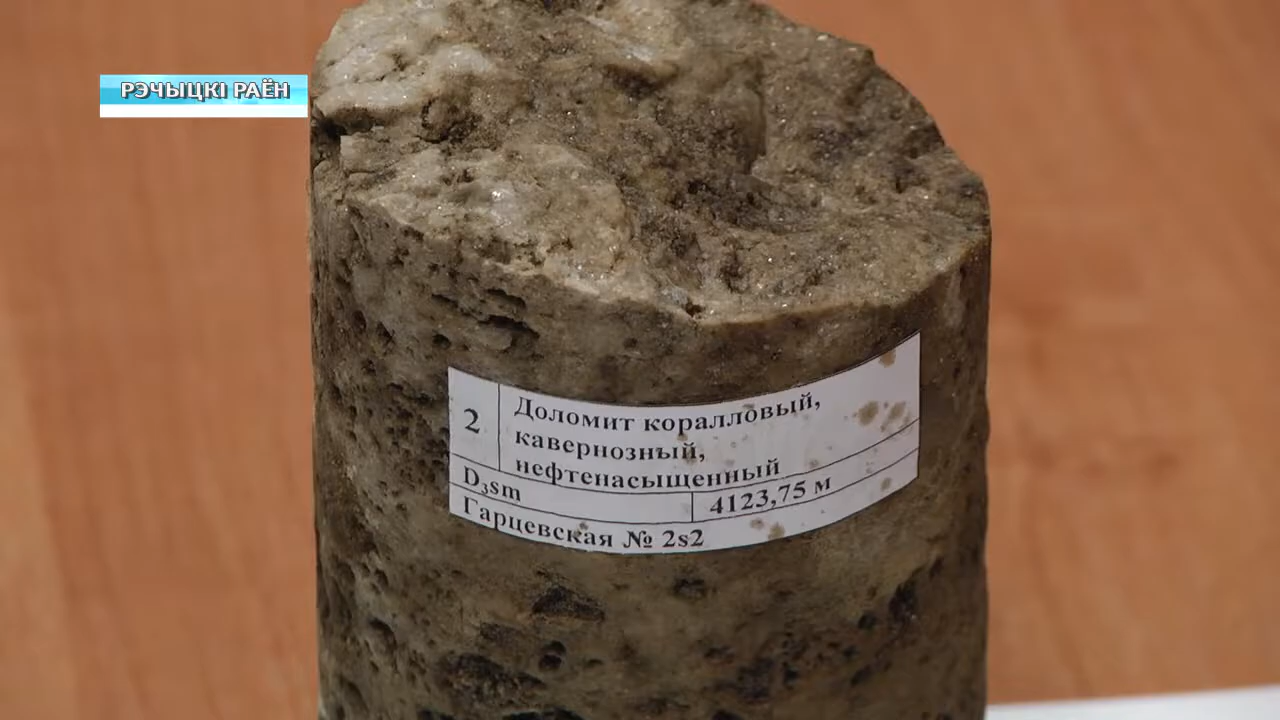 РЭЧЫЦКІ РАЁН
2
Доломит коралловый,
кавернозный,
нефтенасыщенный
D₃sm
4123,75 м
Гарцевская № 2s2